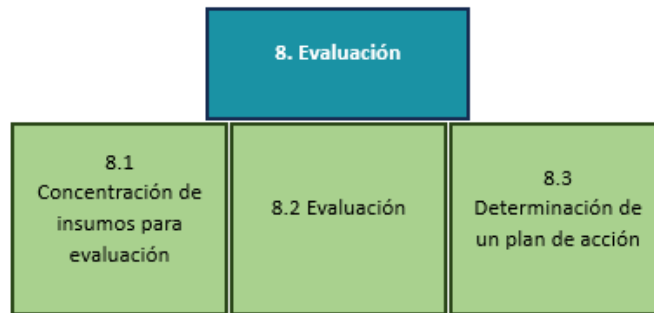 8. Evaluación
8.1
Concentración de
insumos para
evaluación
8.2 Evaluación
8.3
Determinación de
un plan de acción